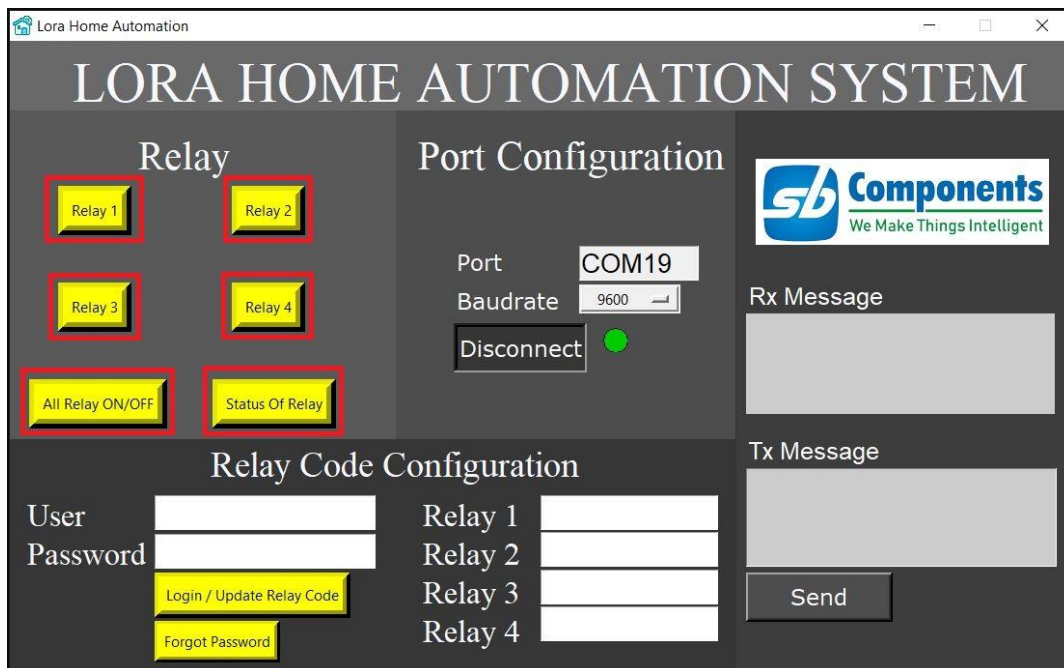 Lora Home Automation
LORA HOME AUTOMATION SYSTEM
Relay
Relay 1
Relay 2
Relay 3
Relay 4
All Relay ON/OFF
Status Of Relay
Port Configuration
Port
COM19
Baudrate
9600
Disconnect
sb Components
We Make Things Intelligent
Rx Message
Tx Message
Send
Relay Code Configuration
User
Password
Login / Update Relay Code
Forgot Password
Relay 1
Relay 2
Relay 3
Relay 4